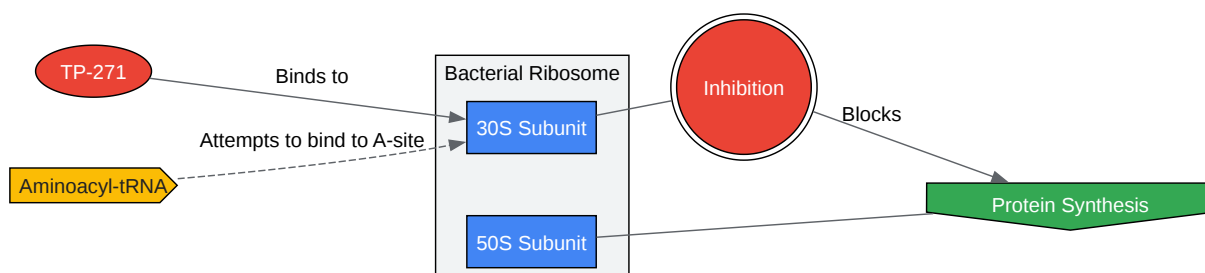 TP-271
Binds to
Bacterial Ribosome
Inhibition
30S Subunit
Blocks
Attempts to bind to A-site
Aminoacyl-tRNA
Protein Synthesis
50S Subunit